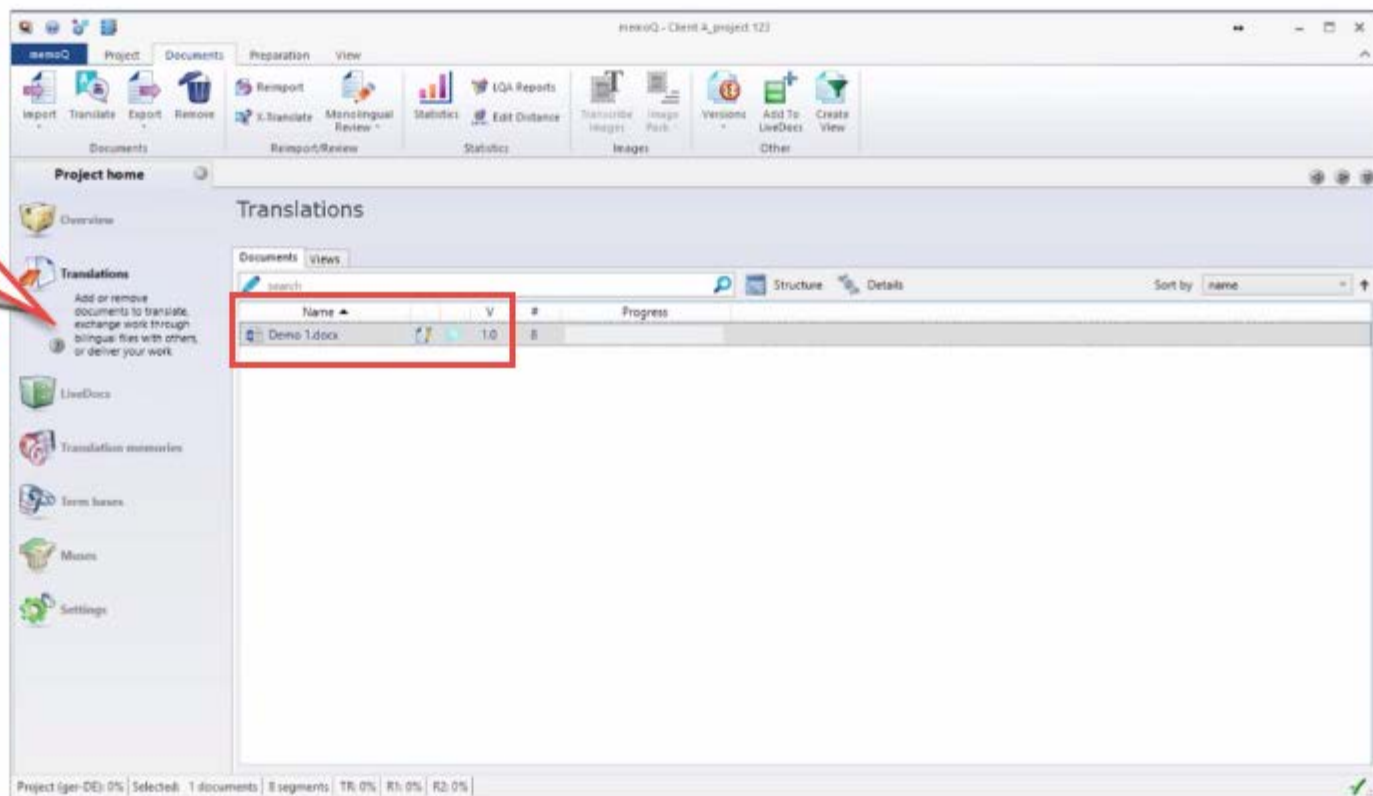 memoQ - Client A_project 123
memoQ Project Documents Preparation View
Import Translate Export Remove
Reimport
X-Translate
Monolingual
Review
Statistics
LQA Reports
Edit Distance
Transcribe
Images
Image
Pack
Versions
Add To
LiveDocs
Create
View
Documents Reimport/Review Statistics Images Other
Project home
Overview
Translations
Add or remove
documents to translate,
exchange work through
bilingual files with others,
or deliver your work
LiveDocs
Translation memories
Term bases
Muses
Settings
Translations
Documents Views
search
Structure Details Sort by name
Name V # Progress
Demo 1.docx 1.0 8
Project (ger-DE): 0% Selected: 1 documents 8 segments TR: 0% R1: 0% R2: 0%